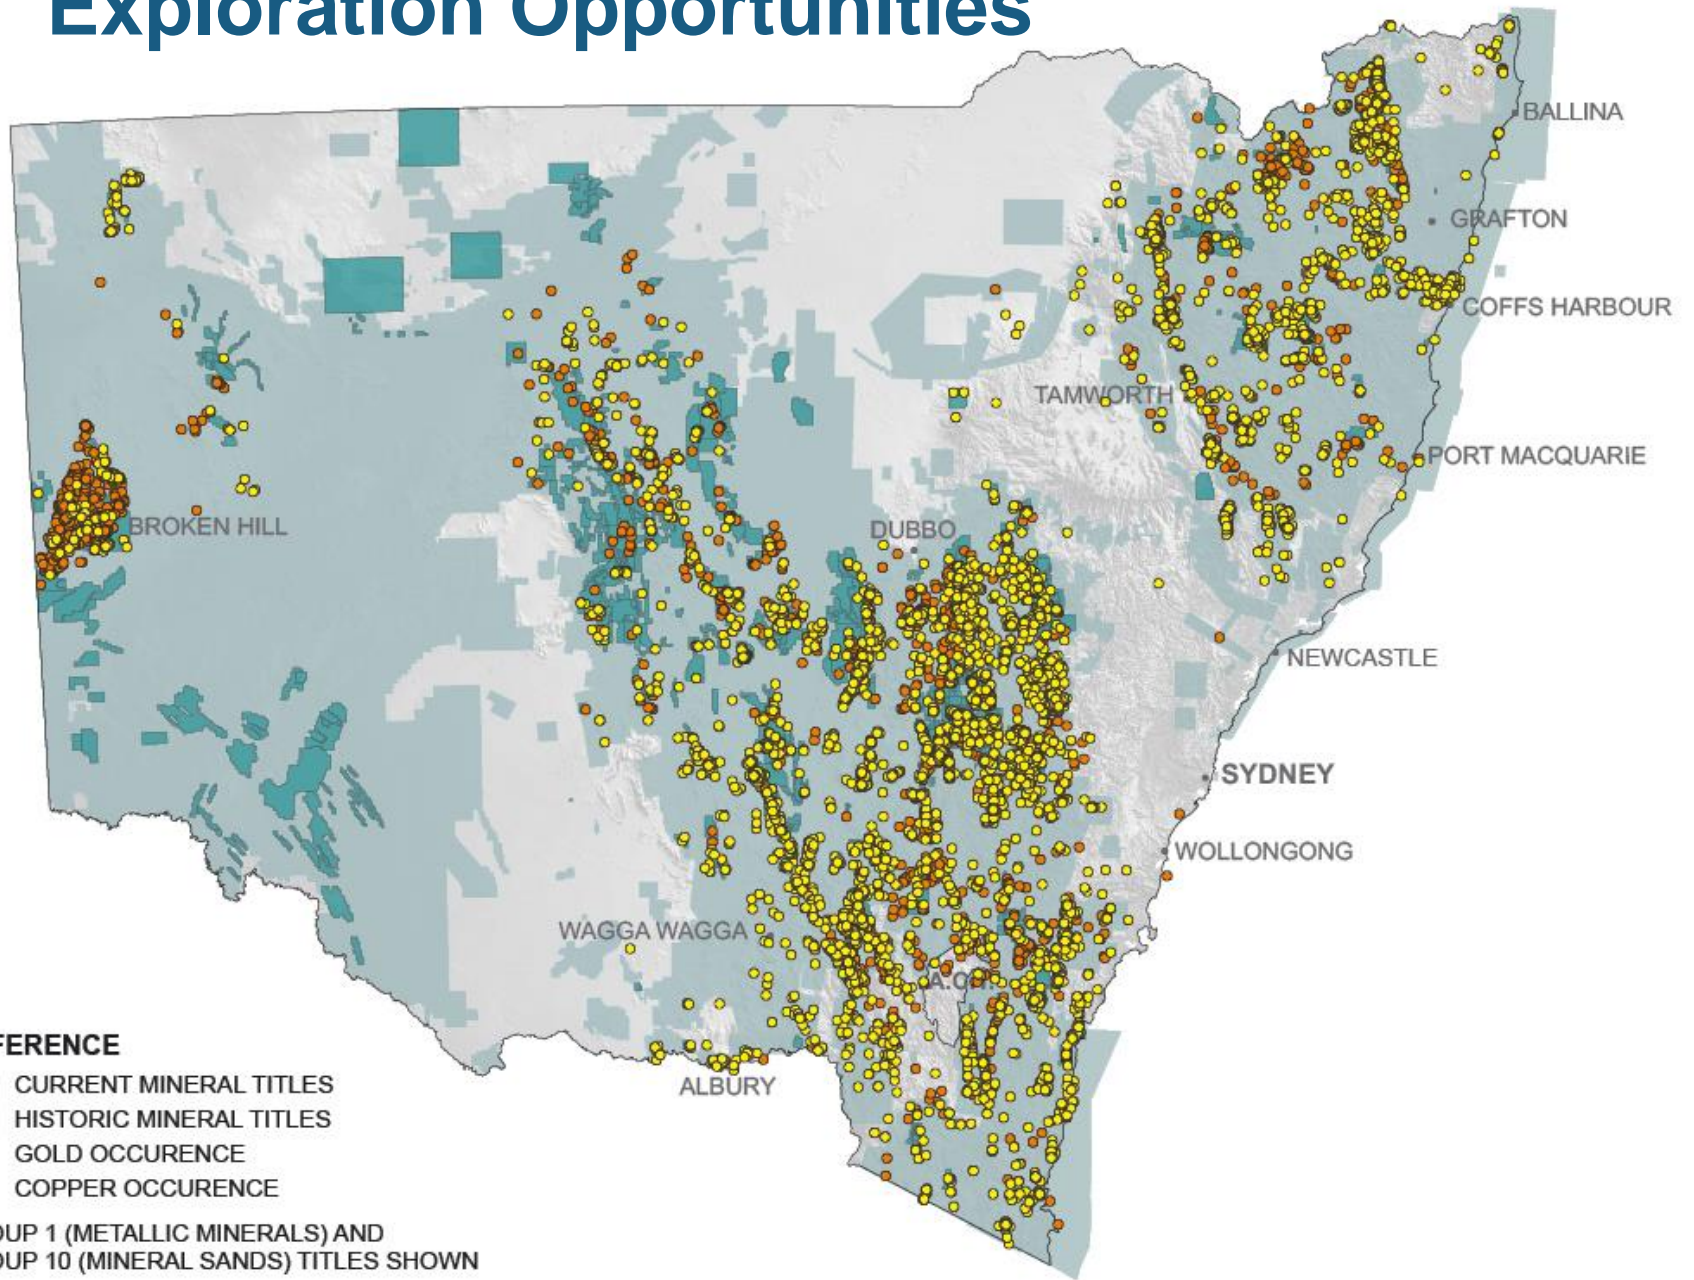 Exploration Opportunities
BALLINA
GRAFTON
COFFS HARBOUR
TAMWORTH
PORT MACQUARIE
BROKEN HILL
DUBBO
NEWCASTLE
SYDNEY
WOLLONGONG
WAGGA WAGGA
A.C.T.
ALBURY
FERENCE
CURRENT MINERAL TITLES
HISTORIC MINERAL TITLES
GOLD OCCURENCE
COPPER OCCURENCE
OUP 1 (METALLIC MINERALS) AND
OUP 10 (MINERAL SANDS) TITLES SHOWN